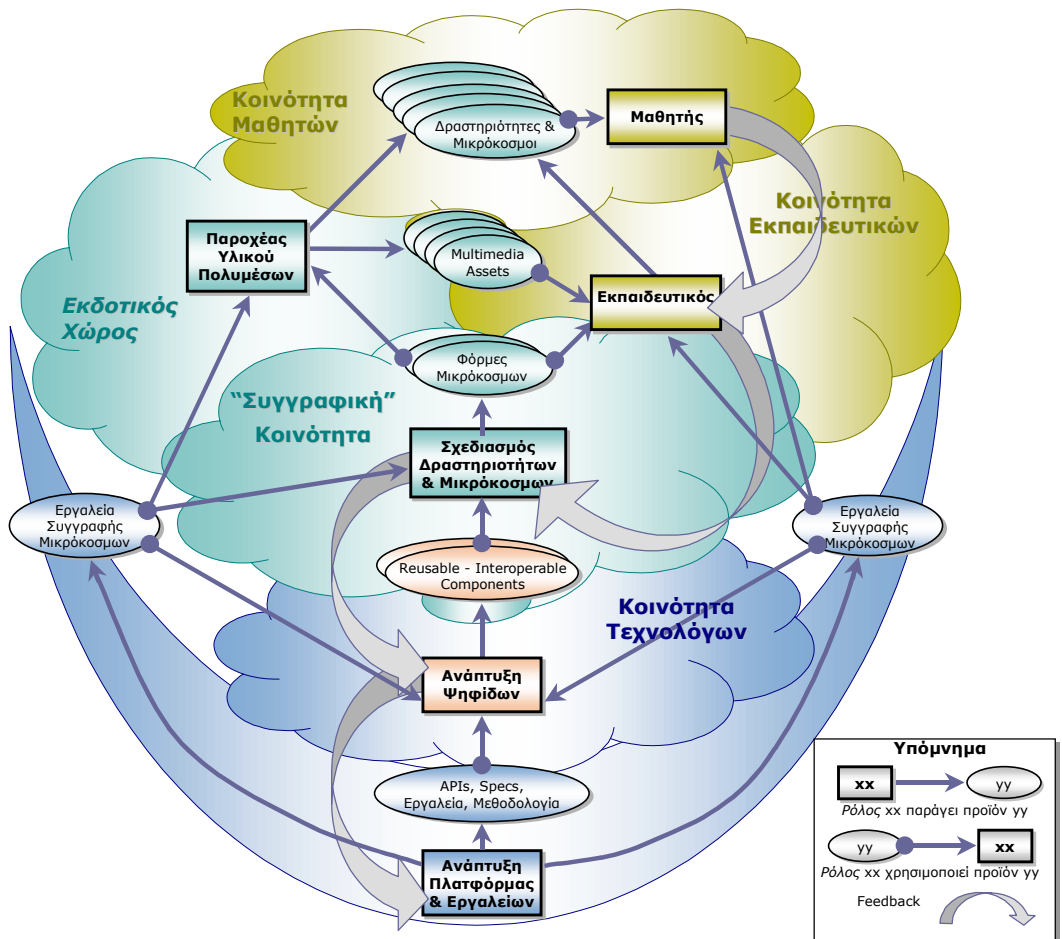 Κοινότητα
Μαθητών
Δραστηριότητες &
Μικρόκοσμοι
Μαθητής
Κοινότητα
Εκπαιδευτικών
Παροχέας
Υλικού
Πολυμέσων
Multimedia
Assets
Εκπαιδευτικός
Εκδοτικός
Χώρος
Φόρμες
Μικρόκοσμων
“Συγγραφική”
Κοινότητα
Σχεδιασμός
Δραστηριοτήτων
& Μικρόκοσμων
Εργαλεία
Συγγραφής
Μικρόκοσμων
Εργαλεία
Συγγραφής
Μικρόκοσμων
Reusable - Interoperable
Components
Κοινότητα
Τεχνολόγων
Ανάπτυξη
Ψηφίδων
APIs, Specs,
Εργαλεία, Μεθοδολογία
Ανάπτυξη
Πλατφόρμας
& Εργαλείων
Υπόμνημα
xx
yy
Ρόλος xx παράγει προϊόν yy
yy
xx
Ρόλος xx χρησιμοποιεί προϊόν yy
Feedback